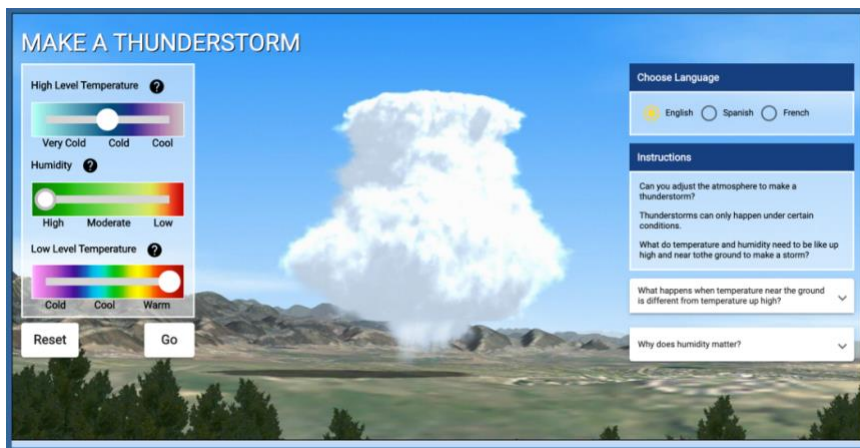 MAKE A THUNDERSTORM
High Level Temperature ?
Very Cold Cold Cool
Humidity ?
High Moderate Low
Low Level Temperature ?
Cold Cool Warm
Reset Go
Choose Language
English Spanish French
Instructions
Can you adjust the atmosphere to make a
thunderstorm?
Thunderstorms can only happen under certain
conditions.
What do temperature and humidity need to be like up
high and near tothe ground to make a storm?
What happens when temperature near the ground
is different from temperature up high?
Why does humidity matter?